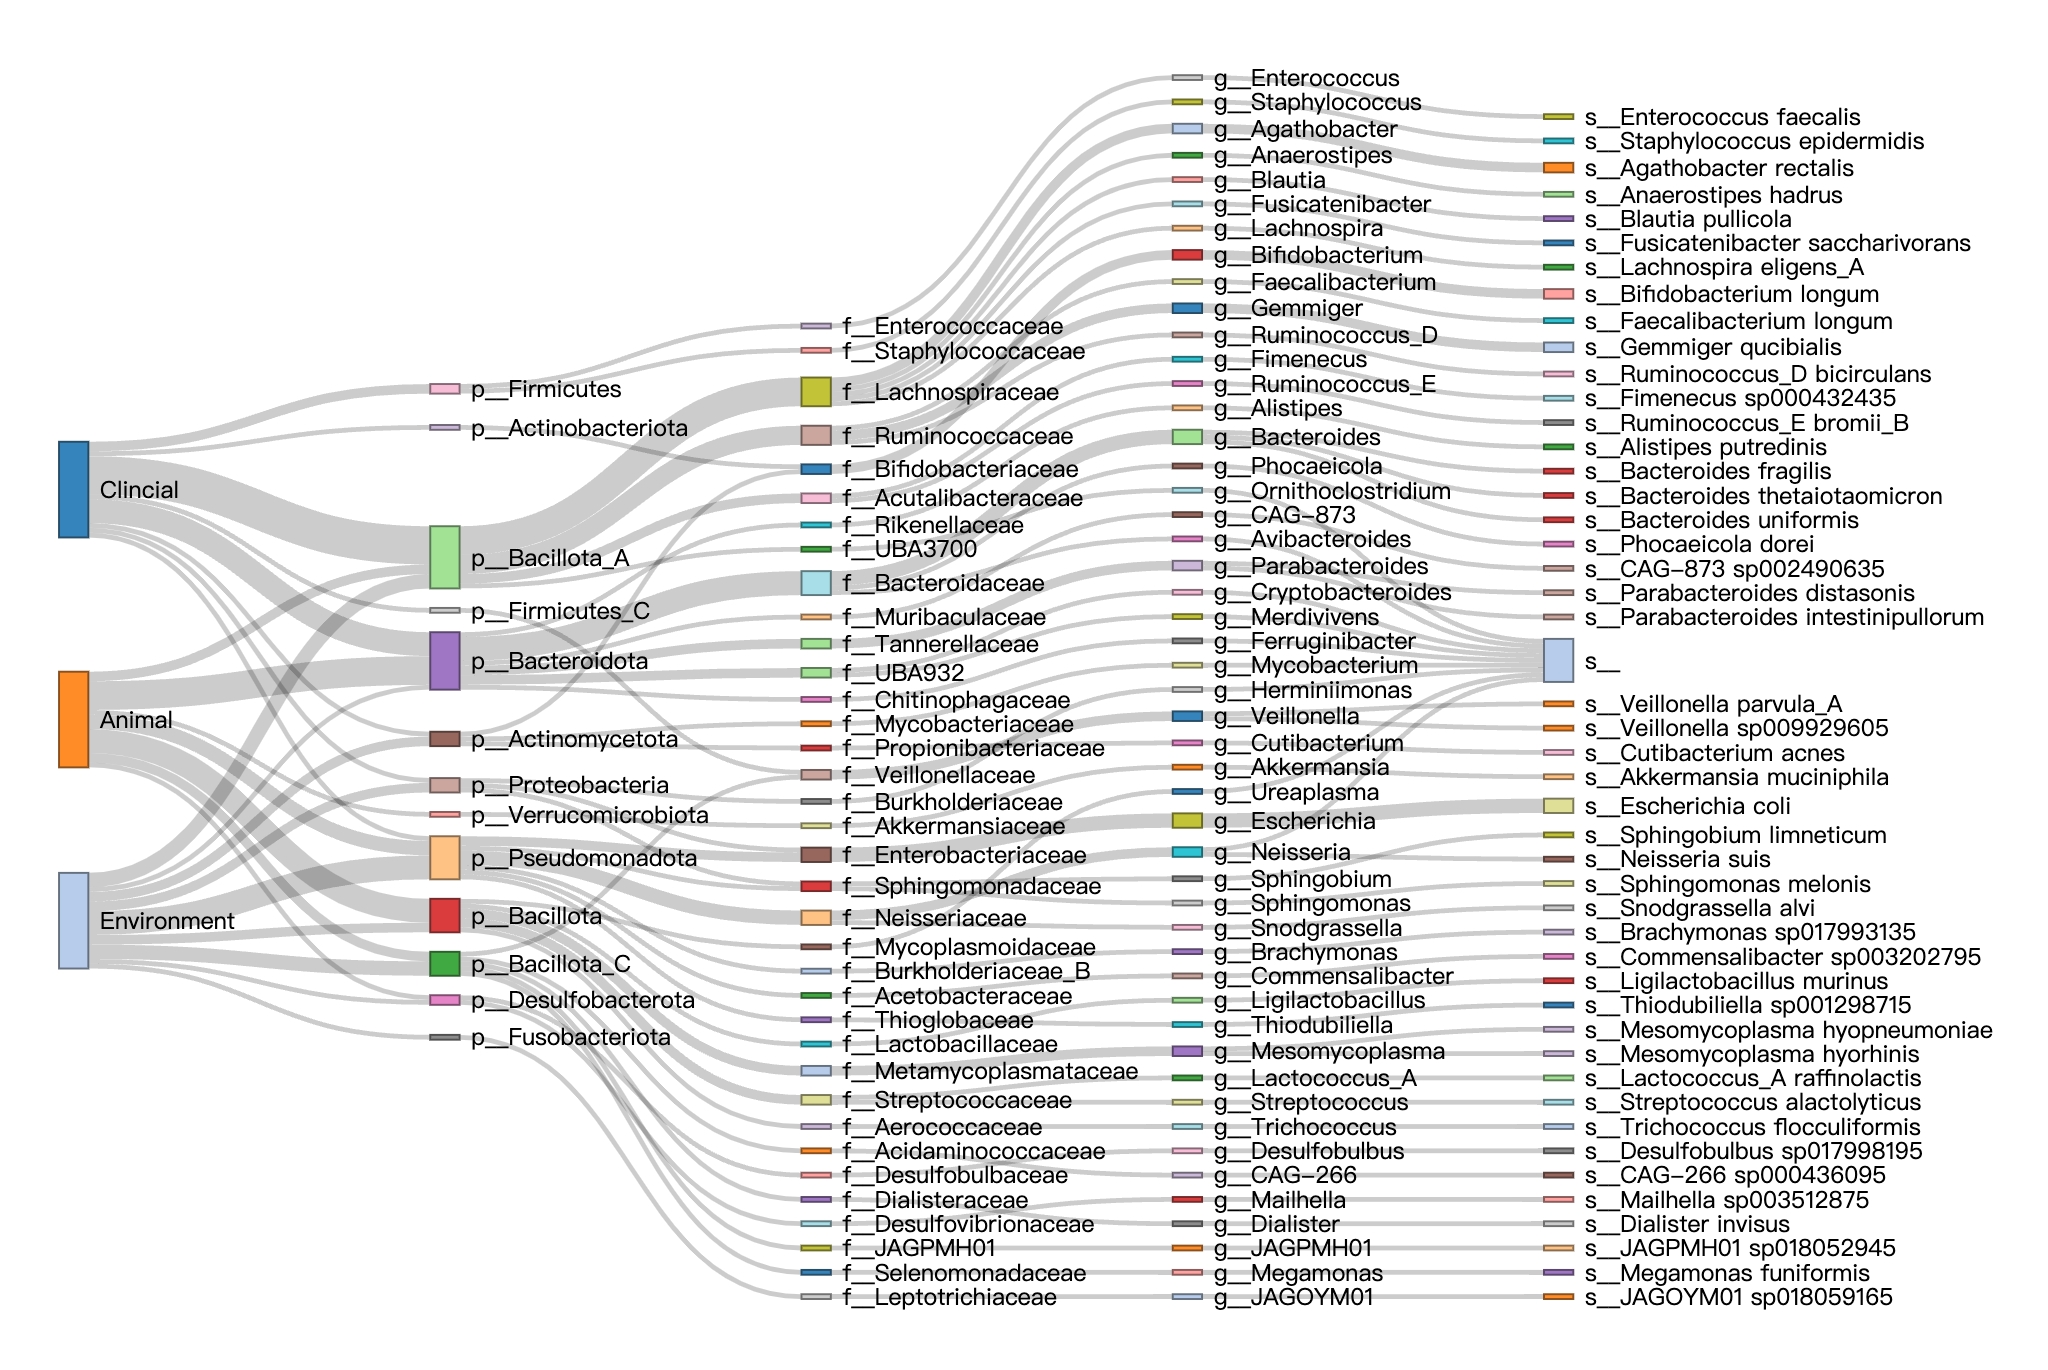 Clincial
Animal
Environment
p__Firmicutes
p__Actinobacteriota
p__Bacillota_A
p__Firmicutes_C
p__Bacteroidota
p__Actinomycetota
p__Proteobacteria
p__Verrucomicrobiota
p__Pseudomonadota
p__Bacillota
p__Bacillota_C
p__Desulfobacterota
p__Fusobacteriota
f__Enterococcaceae
f__Staphylococcaceae
f__Lachnospiraceae
f__Ruminococcaceae
f__Bifidobacteriaceae
f__Acutalibacteraceae
f__Rikenellaceae
f__UBA3700
f__Bacteroidaceae
f__Muribaculaceae
f__Tannerellaceae
f__UBA932
f__Chitinophagaceae
f__Mycobacteriaceae
f__Propionibacteriaceae
f__Veillonellaceae
f__Burkholderiaceae
f__Akkermansiaceae
f__Enterobacteriaceae
f__Sphingomonadaceae
f__Neisseriaceae
f__Mycoplasmoidaceae
f__Burkholderiaceae_B
f__Acetobacteraceae
f__Thioglobaceae
f__Lactobacillaceae
f__Metamycoplasmataceae
f__Streptococcaceae
f__Aerococcaceae
f__Acidaminococcaceae
f__Desulfobulbaceae
f__Dialisteraceae
f__Desulfovibrionaceae
f__JAGPMH01
f__Selenomonadaceae
f__Leptotrichiaceae
g__Enterococcus
g__Staphylococcus
g__Agathobacter
g__Anaerostipes
g__Blautia
g__Fusicatenibacter
g__Lachnospira
g__Bifidobacterium
g__Faecalibacterium
g__Gemmiger
g__Ruminococcus_D
g__Fimenecus
g__Ruminococcus_E
g__Alistipes
g__Bacteroides
g__Phocaeicola
g__Ornithoclostridium
g__CAG-873
g__Avibacteroides
g__Parabacteroides
g__Cryptobacteroides
g__Merdivivens
g__Ferruginibacter
g__Mycobacterium
g__Herminiimonas
g__Veillonella
g__Cutibacterium
g__Akkermansia
g__Ureaplasma
g__Escherichia
g__Neisseria
g__Sphingobium
g__Sphingomonas
g__Snodgrassella
g__Brachymonas
g__Commensalibacter
g__Ligilactobacillus
g__Thiodubiliella
g__Mesomycoplasma
g__Lactococcus_A
g__Streptococcus
g__Trichococcus
g__Desulfobulbus
g__CAG-266
g__Mailhella
g__Dialister
g__JAGPMH01
g__Megamonas
g__JAGOYM01
s__Enterococcus faecalis
s__Staphylococcus epidermidis
s__Agathobacter rectalis
s__Anaerostipes hadrus
s__Blautia pullicola
s__Fusicatenibacter saccharivorans
s__Lachnospira eligens_A
s__Bifidobacterium longum
s__Faecalibacterium longum
s__Gemmiger qucibialis
s__Ruminococcus_D bicirculans
s__Fimenecus sp000432435
s__Ruminococcus_E bromii_B
s__Alistipes putredinis
s__Bacteroides fragilis
s__Bacteroides thetaiotaomicron
s__Bacteroides uniformis
s__Phocaeicola dorei
s__CAG-873 sp002490635
s__Parabacteroides distasonis
s__Parabacteroides intestinipullorum
s__
s__Veillonella parvula_A
s__Veillonella sp009929605
s__Cutibacterium acnes
s__Akkermansia muciniphila
s__Escherichia coli
s__Sphingobium limneticum
s__Neisseria suis
s__Sphingomonas melonis
s__Snodgrassella alvi
s__Brachymonas sp017993135
s__Commensalibacter sp003202795
s__Ligilactobacillus murinus
s__Thiodubiliella sp001298715
s__Mesomycoplasma hyopneumoniae
s__Mesomycoplasma hyorhinis
s__Lactococcus_A raffinolactis
s__Streptococcus alactolyticus
s__Trichococcus flocculiformis
s__Desulfobulbus sp017998195
s__CAG-266 sp000436095
s__Mailhella sp003512875
s__Dialister invisus
s__JAGPMH01 sp018052945
s__Megamonas funiformis
s__JAGOYM01 sp018059165